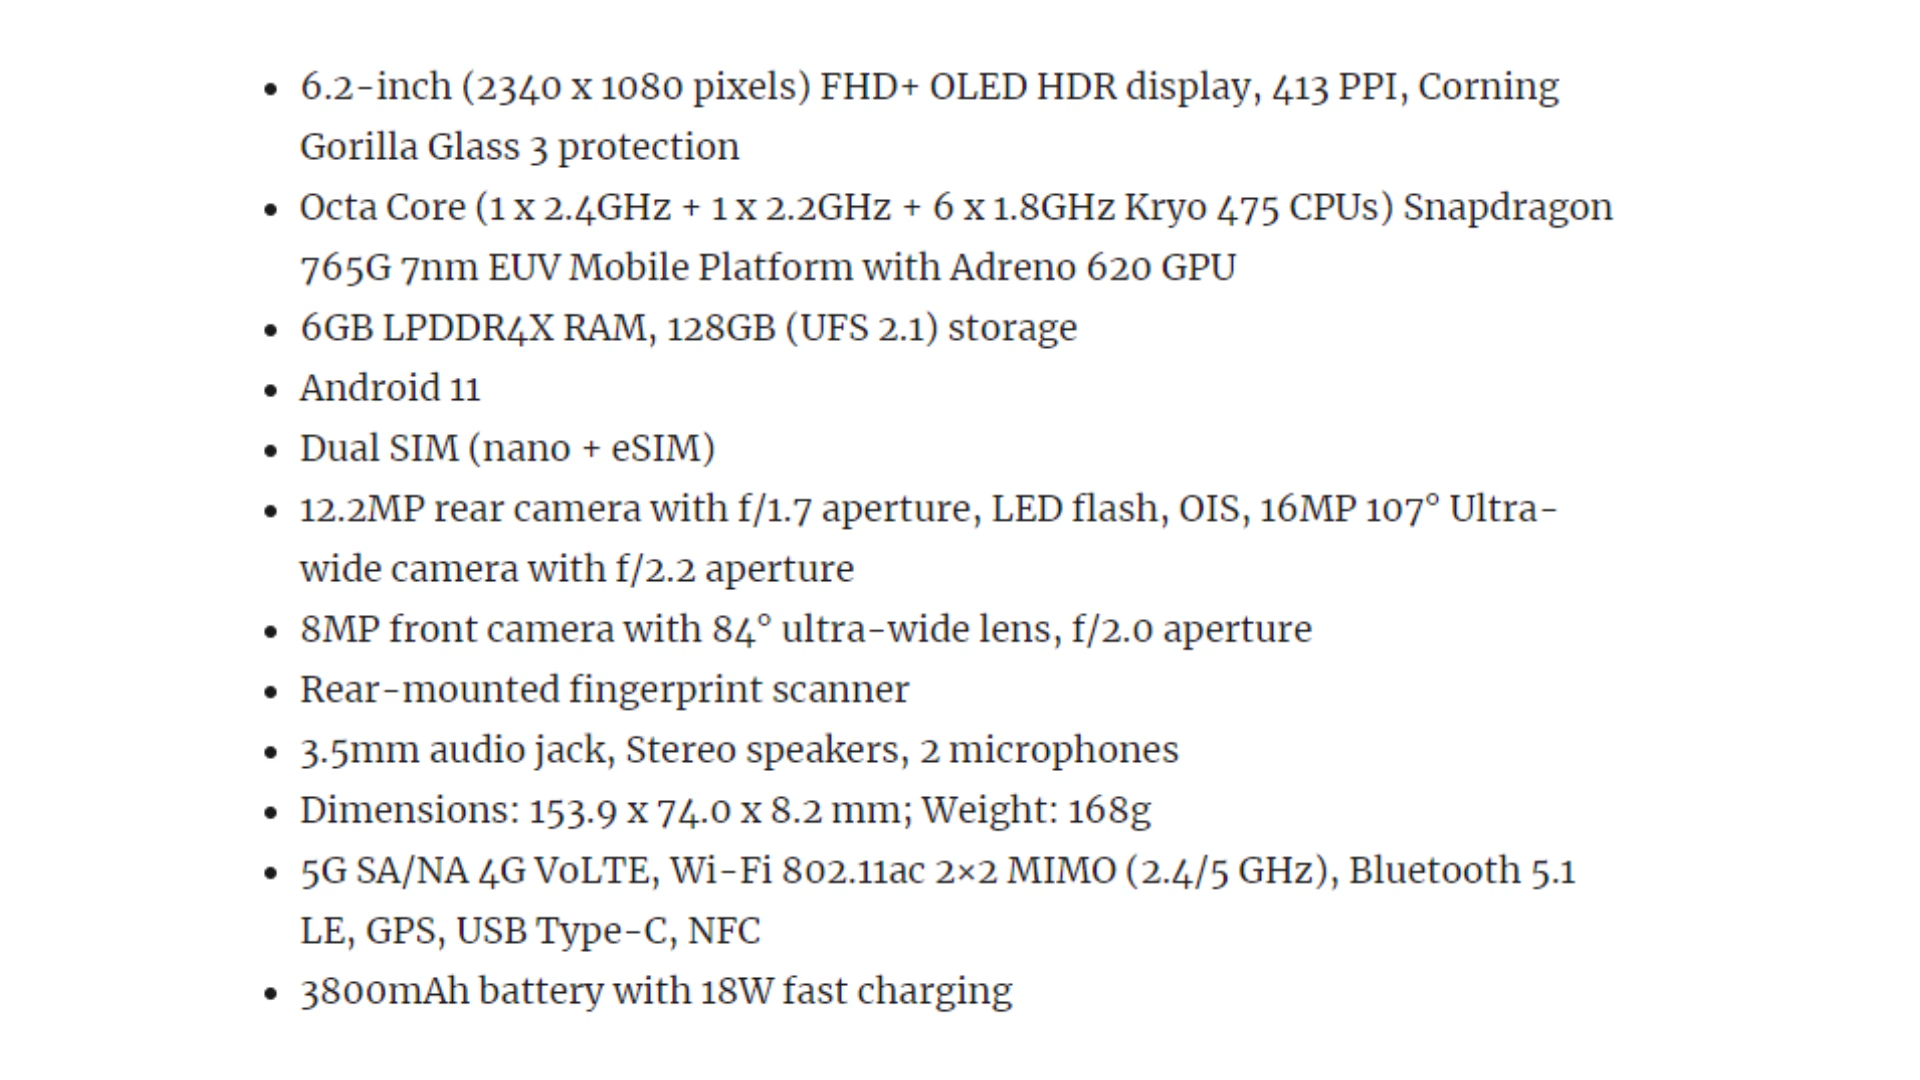 • 6.2-inch (2340 x 1080 pixels) FHD+ OLED HDR display, 413 PPI, Corning
Gorilla Glass 3 protection
• Octa Core (1 x 2.4GHz + 1 x 2.2GHz + 6 x 1.8GHz Kryo 475 CPUs) Snapdragon
765G 7nm EUV Mobile Platform with Adreno 620 GPU
• 6GB LPDDR4X RAM, 128GB (UFS 2.1) storage
• Android 11
• Dual SIM (nano + eSIM)
• 12.2MP rear camera with f/1.7 aperture, LED flash, OIS, 16MP 107° Ultra-
wide camera with f/2.2 aperture
• 8MP front camera with 84° ultra-wide lens, f/2.0 aperture
• Rear-mounted fingerprint scanner
• 3.5mm audio jack, Stereo speakers, 2 microphones
• Dimensions: 153.9 x 74.0 x 8.2 mm; Weight: 168g
• 5G SA/NA 4G VoLTE, Wi-Fi 802.11ac 2×2 MIMO (2.4/5 GHz), Bluetooth 5.1
LE, GPS, USB Type-C, NFC
• 3800mAh battery with 18W fast charging